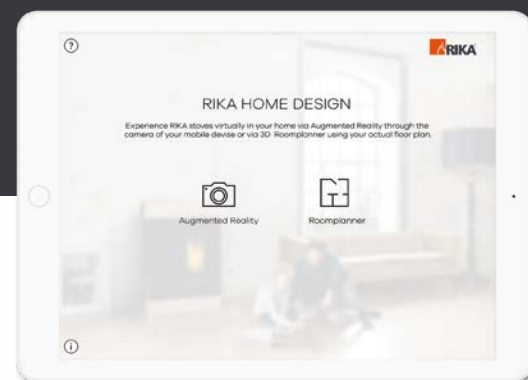 ?
RIKA
RIKA HOME DESIGN
Experience RIKA stoves virtually in your home via Augmented Reality through the
camera of your mobile devise or via 3D Roomplanner using your actual floor plan.
Augmented Reality
Roomplanner
i